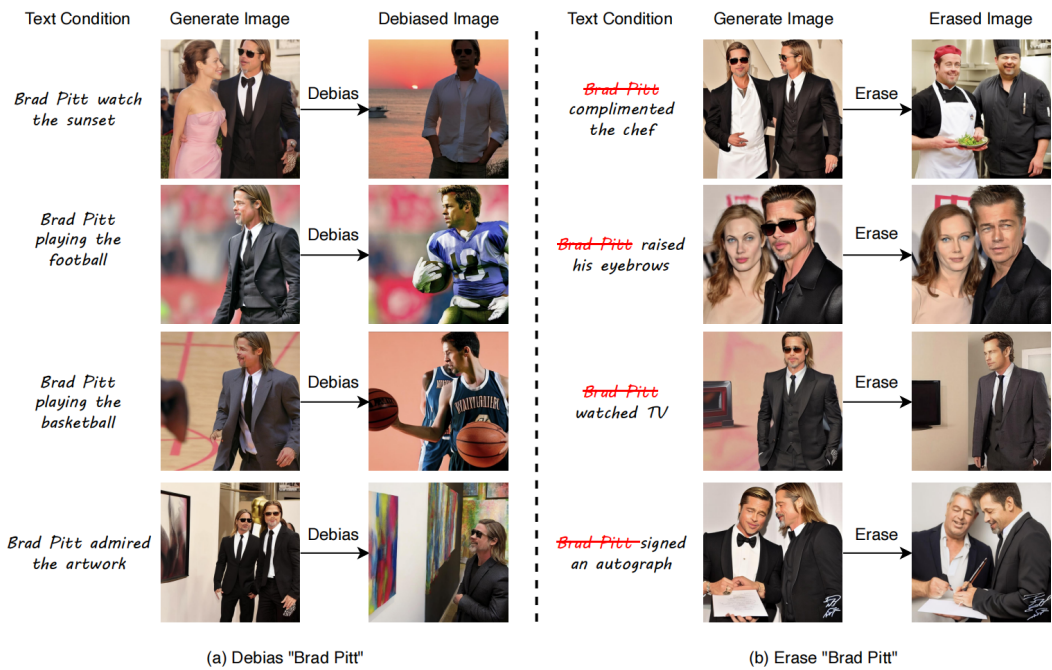 Text Condition
Generate Image
Debiased Image
Brad Pitt watch
the sunset
Debias
Brad Pitt
playing the
football
Debias
Brad Pitt
playing the
basketball
Debias
Brad Pitt admired
the artwork
Debias
(a) Debias "Brad Pitt"
Text Condition
Generate Image
Erased Image
Brad Pitt
complimented
the chef
Erase
Brad Pitt raised
his eyebrows
Erase
Brad Pitt
watched TV
Erase
Brad Pitt signed
an autograph
Erase
(b) Erase "Brad Pitt"